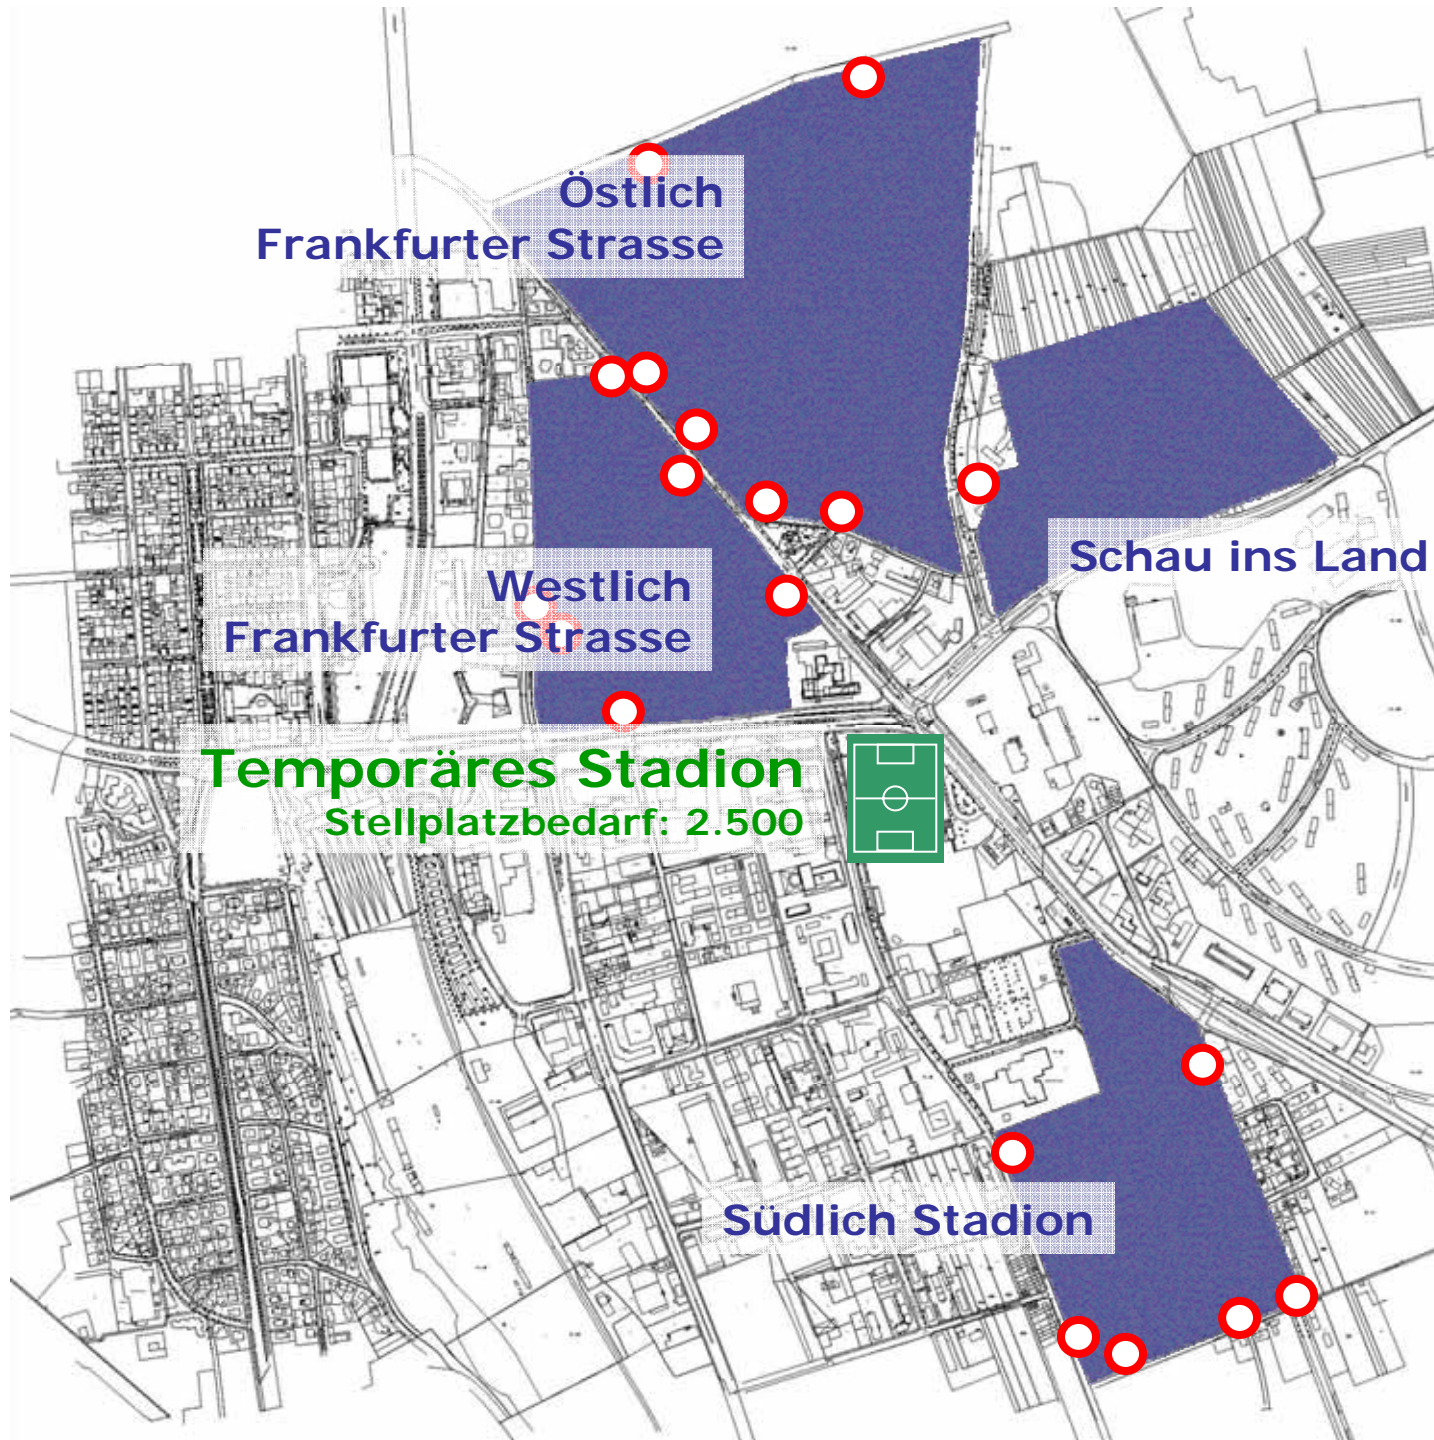 Östlich
Frankfurter Strasse
Schau ins Land
Westlich
Frankfurter Strasse
Temporäres Stadion
Stellplatzbedarf: 2.500
Südlich Stadion